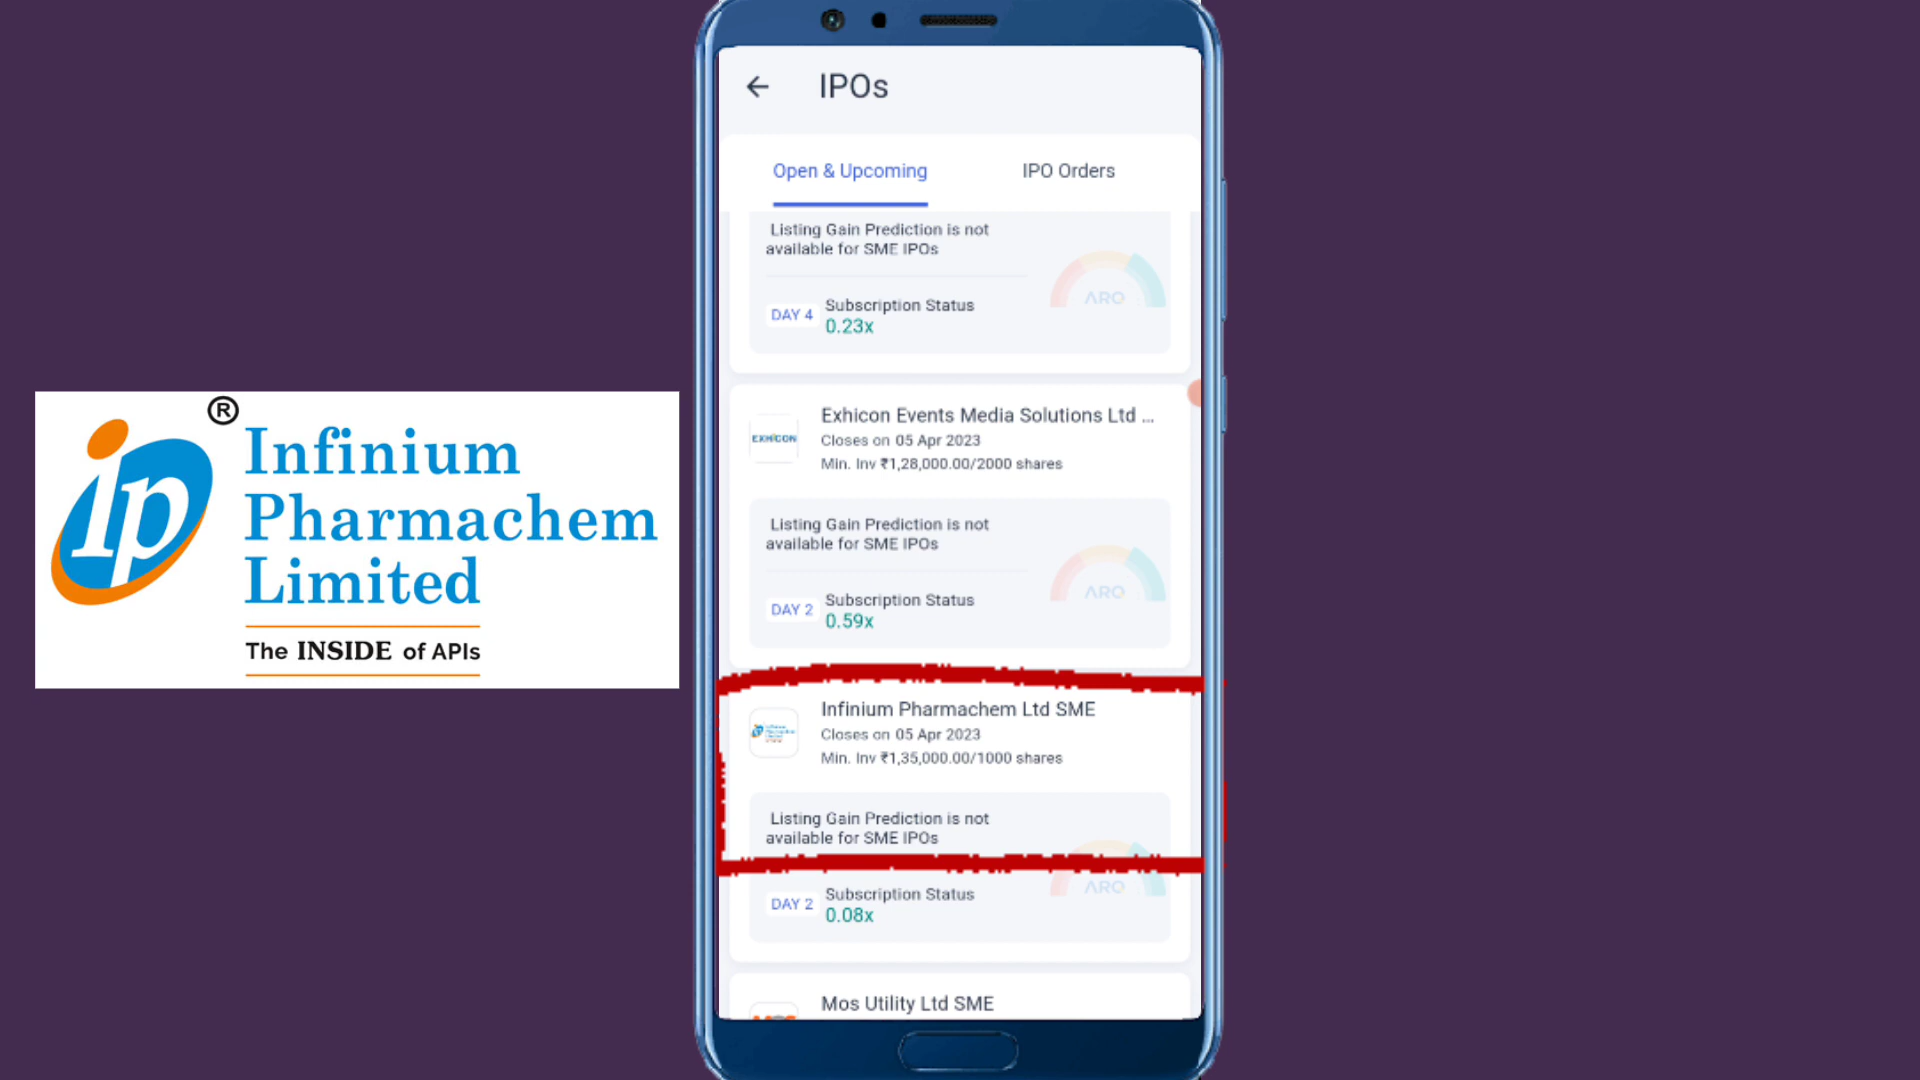 ®
ip
Infinium
Pharmachem
Limited
The INSIDE of APIs
IPOs
Open & Upcoming
IPO Orders
Listing Gain Prediction is not
available for SME IPOs
ARQ
DAY 4
Subscription Status
0.23x
EXHICON
Exhicon Events Media Solutions Ltd ...
Closes on 05 Apr 2023
Min. Inv ₹1,28,000.00/2000 shares
Listing Gain Prediction is not
available for SME IPOs
ARQ
DAY 2
Subscription Status
0.59x
Infinium Pharmachem Ltd SME
Closes on 05 Apr 2023
Min. Inv ₹1,35,000.00/1000 shares
Listing Gain Prediction is not
available for SME IPOs
ARQ
DAY 2
Subscription Status
0.08x
Mos Utility Ltd SME